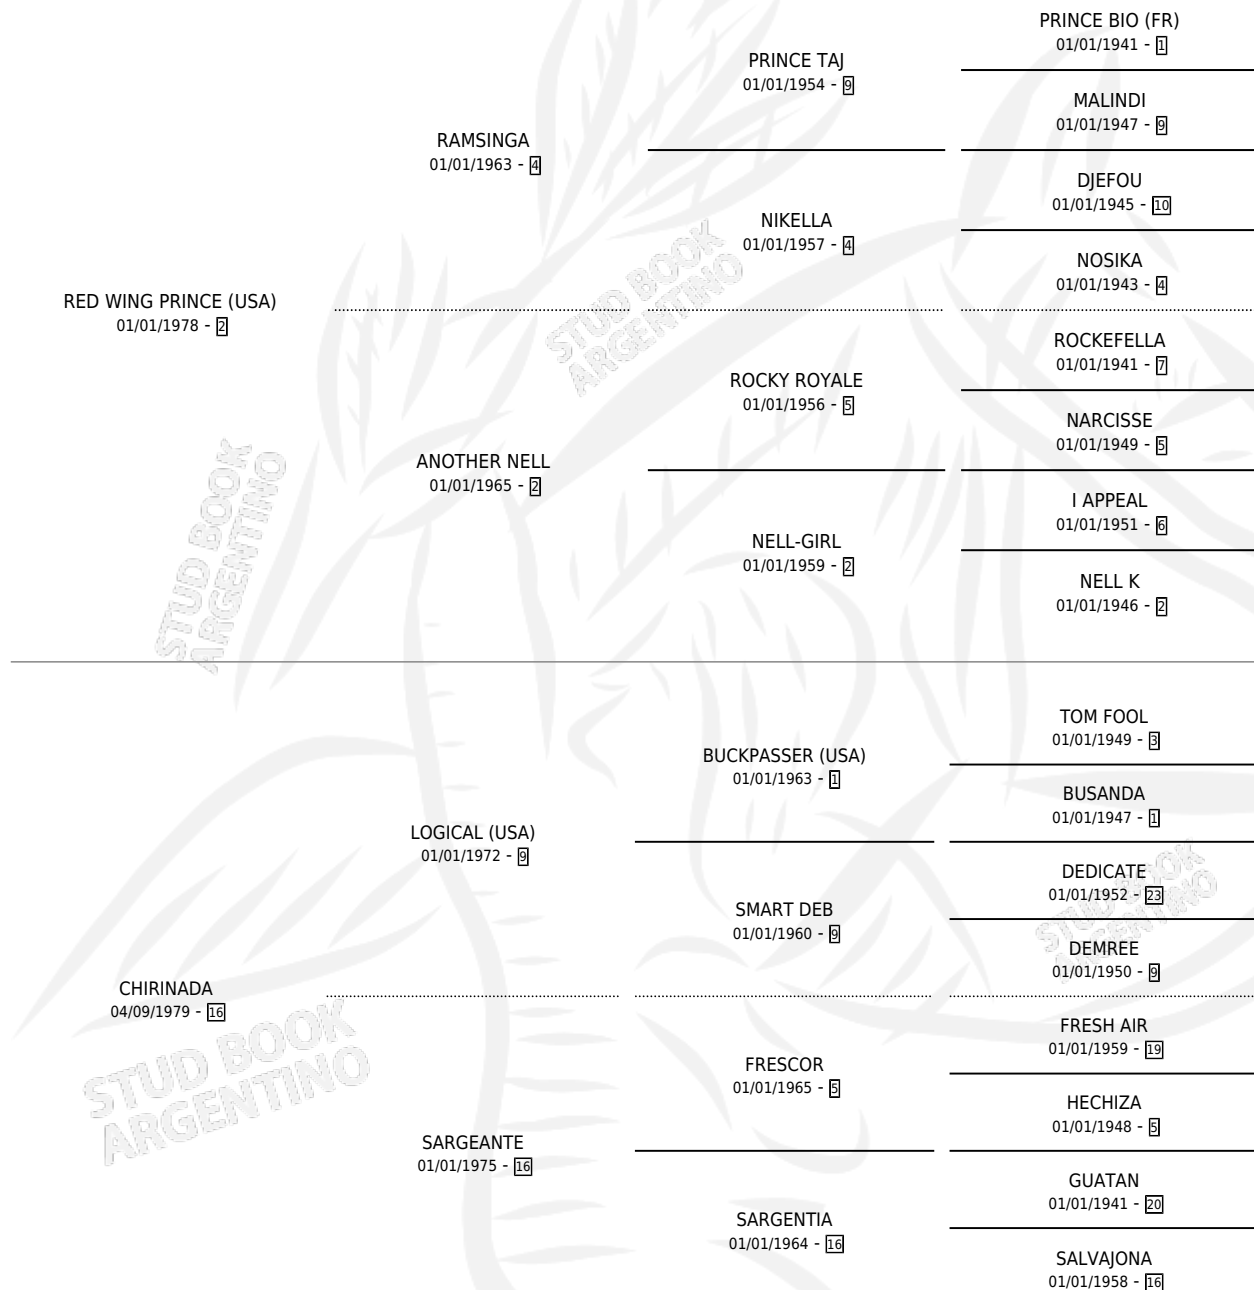 PRINCE BIO (FR)
01/01/1941 - 1
PRINCE TAJ
01/01/1954 - 9
MALINDI
01/01/1947 - 9
RAMSINGA
01/01/1963 - 4
DJEFOU
01/01/1945 - 10
NIKELLA
01/01/1957 - 4
NOSIKA
01/01/1943 - 4
RED WING PRINCE (USA)
01/01/1978 - 2
ROCKEFELLA
01/01/1941 - 7
ROCKY ROYALE
01/01/1956 - 5
NARCISSE
01/01/1949 - 5
ANOTHER NELL
01/01/1965 - 2
I APPEAL
01/01/1951 - 6
NELL-GIRL
01/01/1959 - 2
NELL K
01/01/1946 - 2
TOM FOOL
01/01/1949 - 3
BUCKPASSER (USA)
01/01/1963 - 1
BUSANDA
01/01/1947 - 1
LOGICAL (USA)
01/01/1972 - 9
DEDICATE
01/01/1952 - 23
SMART DEB
01/01/1960 - 9
DEMREE
01/01/1950 - 9
CHIRINADA
04/09/1979 - 16
FRESH AIR
01/01/1959 - 19
FRESCOR
01/01/1965 - 5
HECHIZA
01/01/1948 - 5
SARGEANTE
01/01/1975 - 16
GUATAN
01/01/1941 - 20
SARGENTIA
01/01/1964 - 16
SALVAJONA
01/01/1958 - 16
STUD BOOK
ARGENTINO
STUD BOOK
ARGENTINO
STUD BOOK
ARGENTINO
STUD BOOK
ARGENTINO